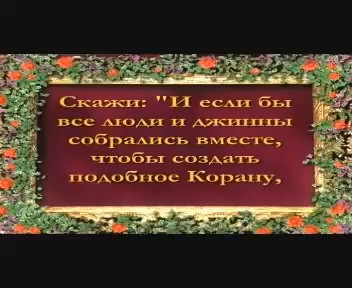 Скажи: "И если бы
все люди и джинны
собрались вместе,
чтобы создать
подобное Корану,